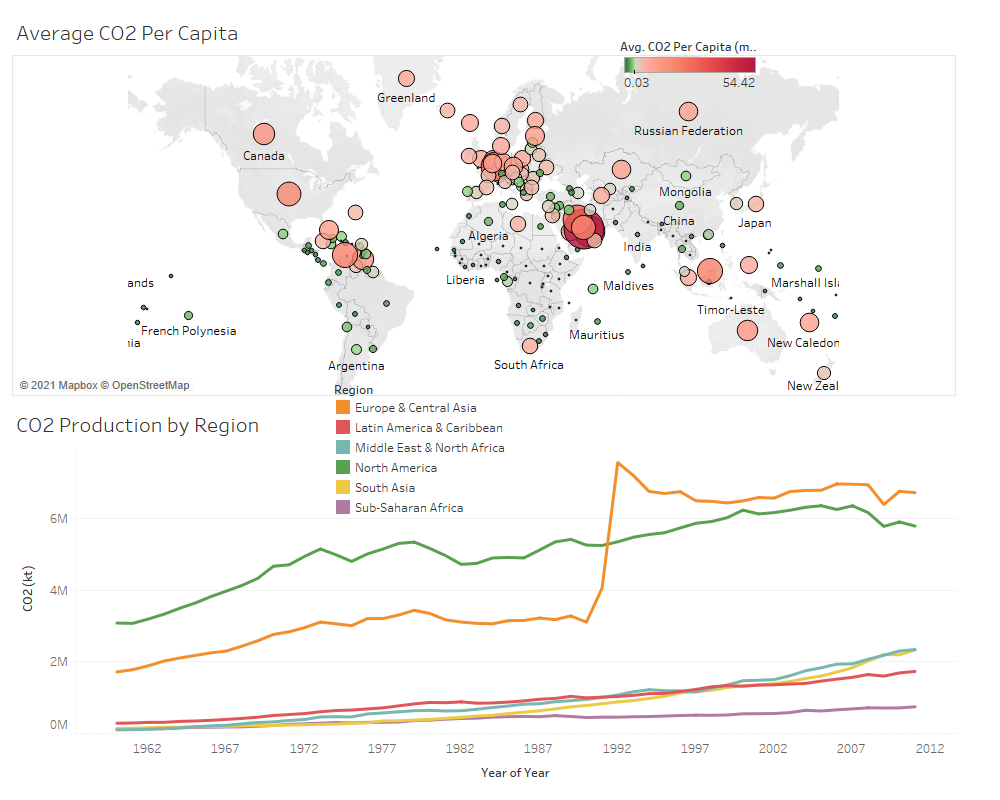 Average CO2 Per Capita
Avg. CO2 Per Capita (m..
0.03 54.42
Greenland
Canada
Russian Federation
Mongolia
China
Japan
Algeria
India
Liberia
ands
Maldives
Marshall Isl
Timor-Leste
French Polynesia
Mauritius
nia
New Caledon
Argentina
South Africa
New Zeal
© 2021 Mapbox © OpenStreetMap
Region
Europe & Central Asia
Latin America & Caribbean
Middle East & North Africa
North America
South Asia
Sub-Saharan Africa
CO2 Production by Region
CO2 (kt)
6M
4M
2M
0M
1962 1967 1972 1977 1982 1987 1992 1997 2002 2007 2012
Year of Year